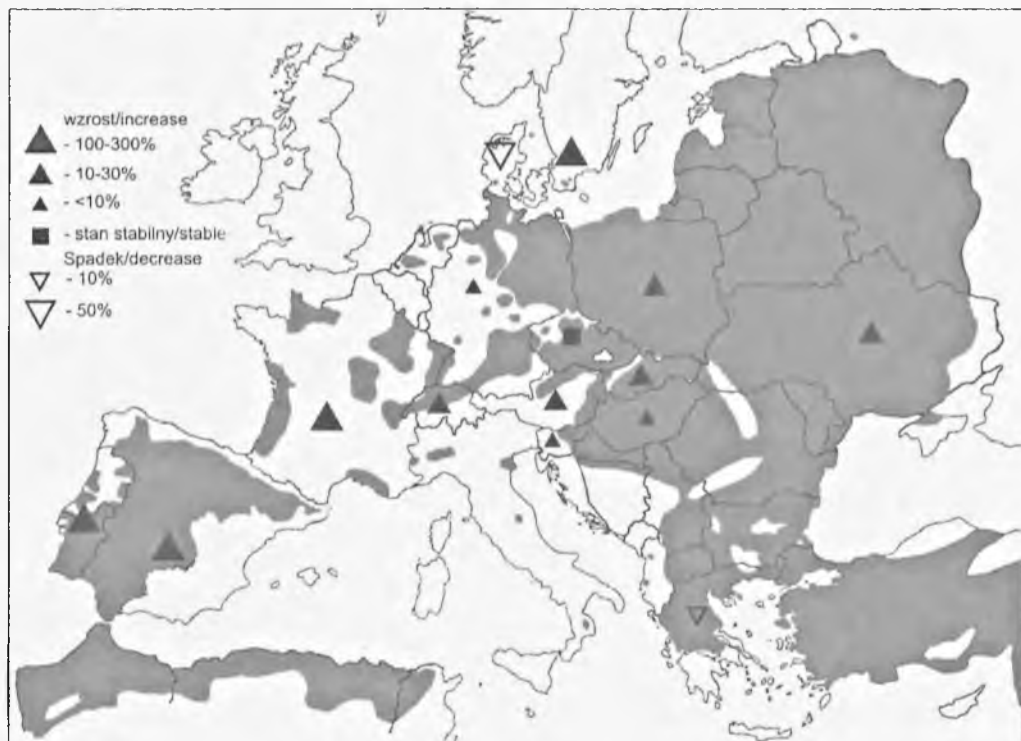 wzrost/increase
- 100-300%
- 10-30%
- <10%
- stan stabilny/stable
Spadek/decrease
- 10%
- 50%